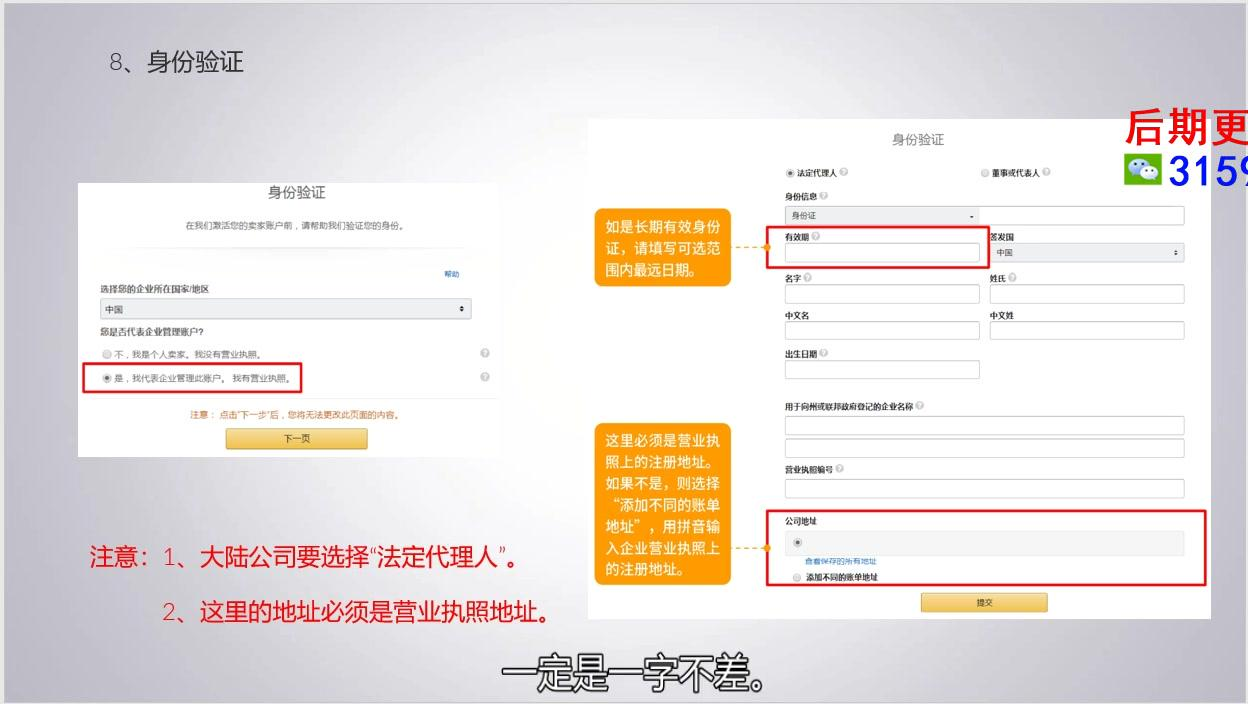 8、身份验证
后期更
3159
身份验证
在我们激活您的卖家账户前，请帮助我们验证您的身份。
帮助
选择您的企业所在国家/地区
中国
您是否代表企业管理账户?
不，我是个人卖家。我没有营业执照。
是，我代表企业管理此账户。 我有营业执照。
注意： 点击“下一步”后，您将无法更改此页面的内容。
下一页
身份验证
法定代理人
董事或代表人
身份信息
身份证
有效期
签发国
中国
名字
姓氏
中文名
中文姓
出生日期
用于向州或联邦政府登记的企业名称
营业执照编号
公司地址
查看保存的所有地址
添加不同的账单地址
提交
如是长期有效身份
证，请填写可选范
围内最远日期。
这里必须是营业执
照上的注册地址。
如果不是，则选择
“添加不同的账单
地址”，用拼音输
入企业营业执照上
的注册地址。
注意：1、大陆公司要选择“法定代理人”。
2、这里的地址必须是营业执照地址。
一定是一字不差。